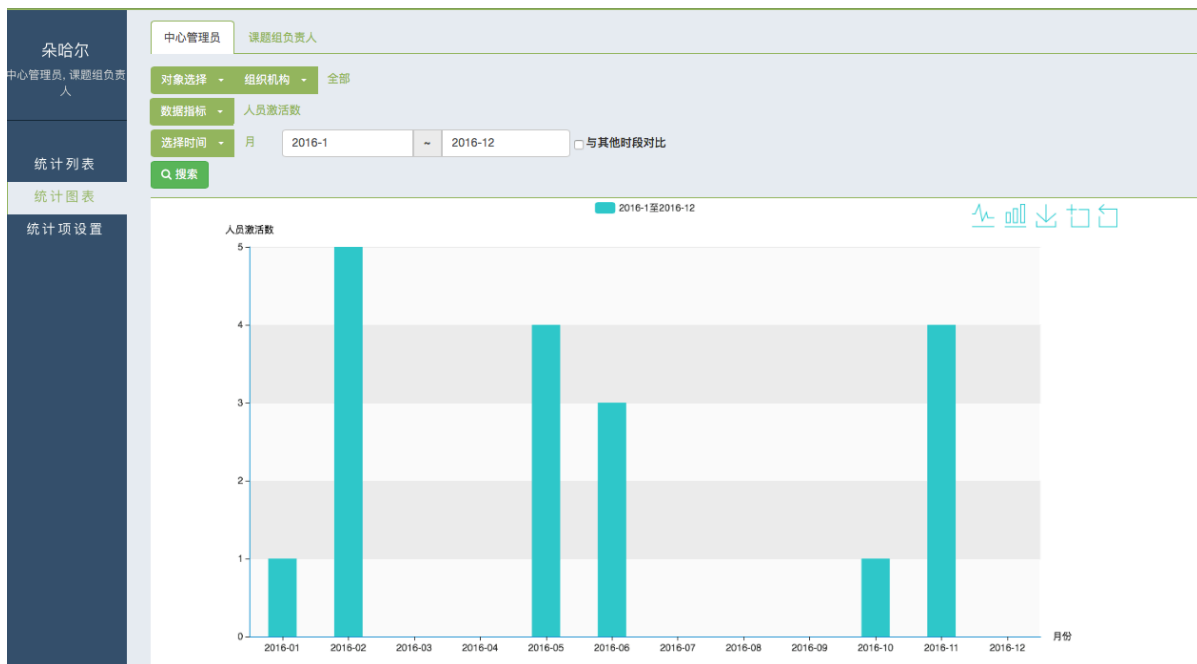 朵哈尔
中心管理员, 课题组负责
人
统计列表
统计图表
统计项设置
中心管理员 课题组负责人
对象选择 组织机构 全部
数据指标 人员激活数
选择时间 月 2016-1 ~ 2016-12 与其他时段对比
搜索
2016-1至2016-12
人员激活数
5
4
3
2
1
0
2016-01 2016-02 2016-03 2016-04 2016-05 2016-06 2016-07 2016-08 2016-09 2016-10 2016-11 2016-12
月份